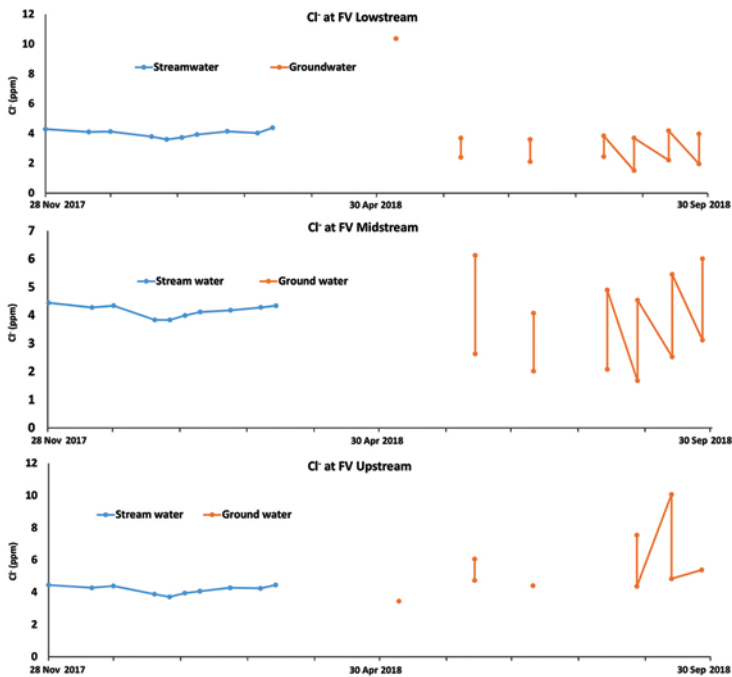 Cl⁻ at FV Lowstream
12
10
8
6
4
2
0
Cl⁻ (ppm)
Streamwater
Groundwater
28 Nov 2017
30 Apr 2018
30 Sep 2018
Cl⁻ at FV Midstream
7
6
5
4
3
2
1
0
Cl⁻ (ppm)
Stream water
Ground water
28 Nov 2017
30 Apr 2018
30 Sep 2018
Cl⁻ at FV Upstream
12
10
8
6
4
2
0
Cl⁻ (ppm)
Stream water
Ground water
28 Nov 2017
30 Apr 2018
30 Sep 2018